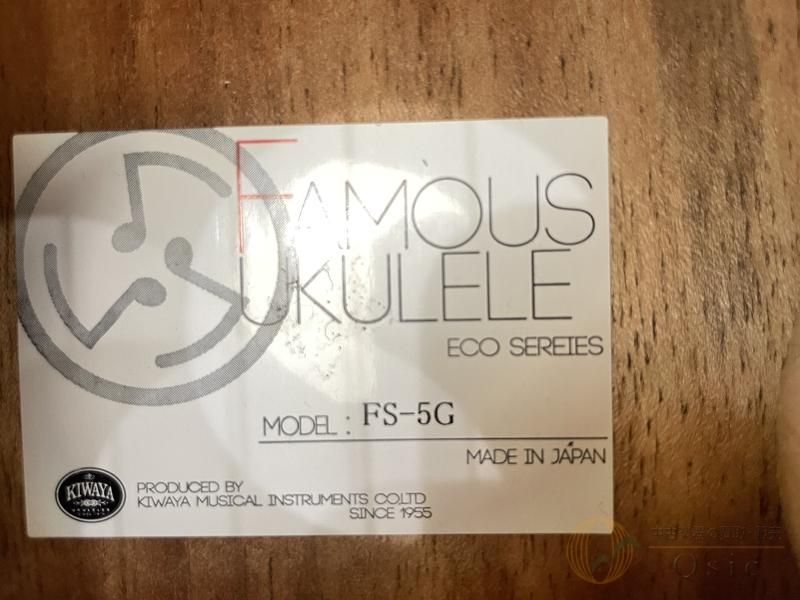 FAMOUS
UKULELE
ECO SEREIES
MODEL : FS-5G
MADE IN JAPAN
KIWAYA
PRODUCED BY
KIWAYA MUSICAL INSTRUMENTS CO.LTD
SINCE 1955
Qsic